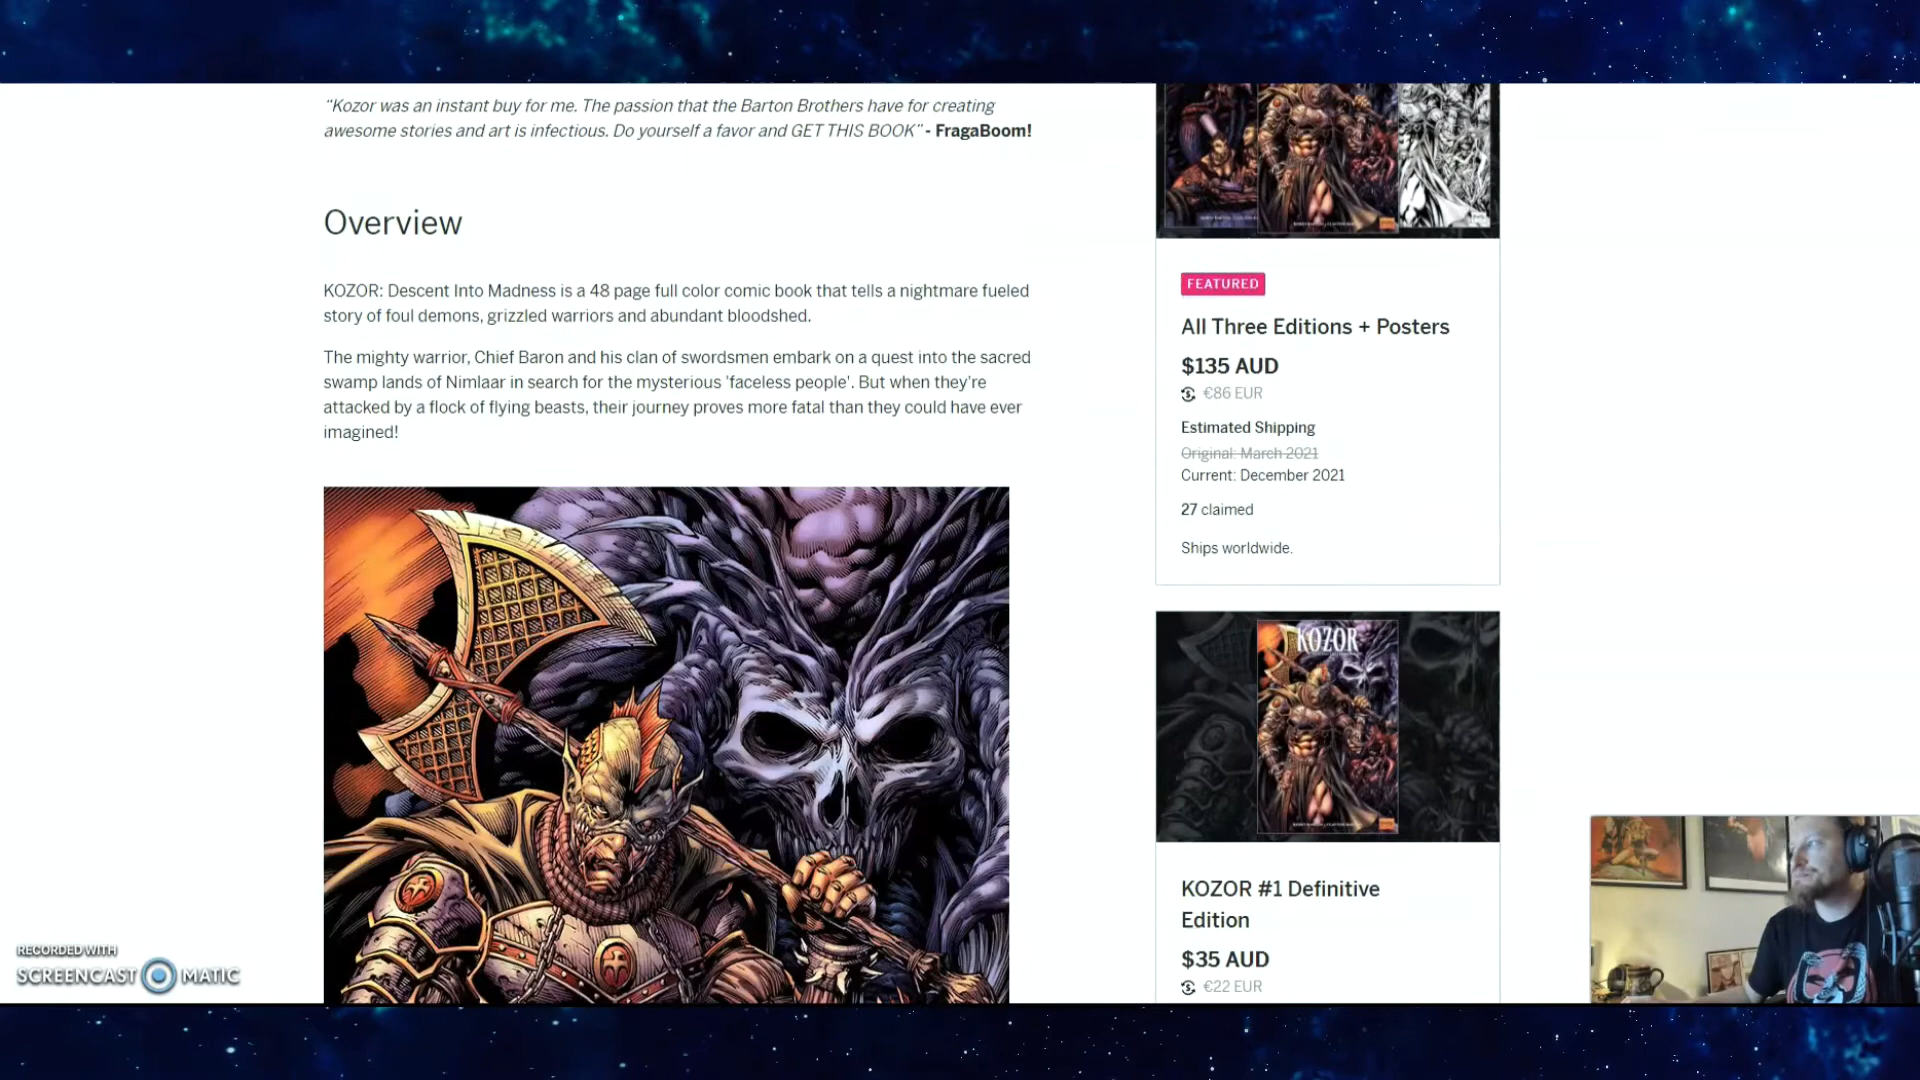 “Kozor was an instant buy for me. The passion that the Barton Brothers have for creating
awesome stories and art is infectious. Do yourself a favor and GET THIS BOOK” - FragaBoom!
Overview
KOZOR: Descent Into Madness is a 48 page full color comic book that tells a nightmare fueled
story of foul demons, grizzled warriors and abundant bloodshed.
The mighty warrior, Chief Baron and his clan of swordsmen embark on a quest into the sacred
swamp lands of Nimlaar in search for the mysterious 'faceless people'. But when they're
attacked by a flock of flying beasts, their journey proves more fatal than they could have ever
imagined!
FEATURED
All Three Editions + Posters
$135 AUD
€86 EUR
Estimated Shipping
Original: March 2021
Current: December 2021
27 claimed
Ships worldwide.
KOZOR
KOZOR #1 Definitive
Edition
$35 AUD
€22 EUR
RECORDED WITH
SCREENCAST MATIC